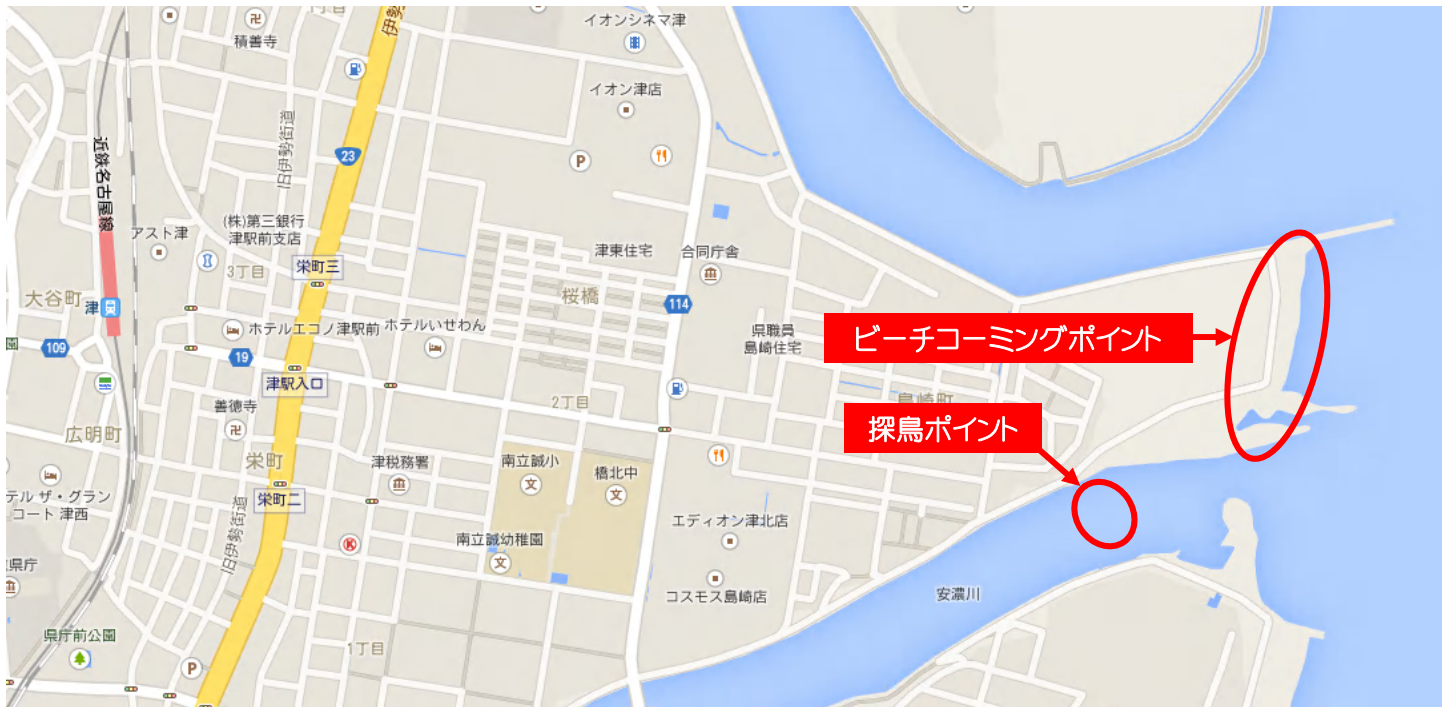 イオンシネマ津
積善寺
伊勢
イオン津店
旧伊勢街道
23
P
近鉄名古屋線
アスト津
(株)第三銀行
津駅前支店
3丁目
栄町三
津東住宅
合同庁舎
大谷町
津
桜橋
114
ホテルエコノ津駅前
ホテルいせわん
県職員
島崎住宅
ビーチコーミングポイント
109
19
津駅入口
2丁目
島崎町
善徳寺
広明町
探鳥ポイント
栄町
津税務署
南立誠小
文
橋北中
文
テル ザ・グラン
コート 津西
栄町二
旧伊勢街道
エディオン津北店
K
南立誠幼稚園
文
県庁
コスモス島崎店
安濃川
県庁前公園
1丁目
P